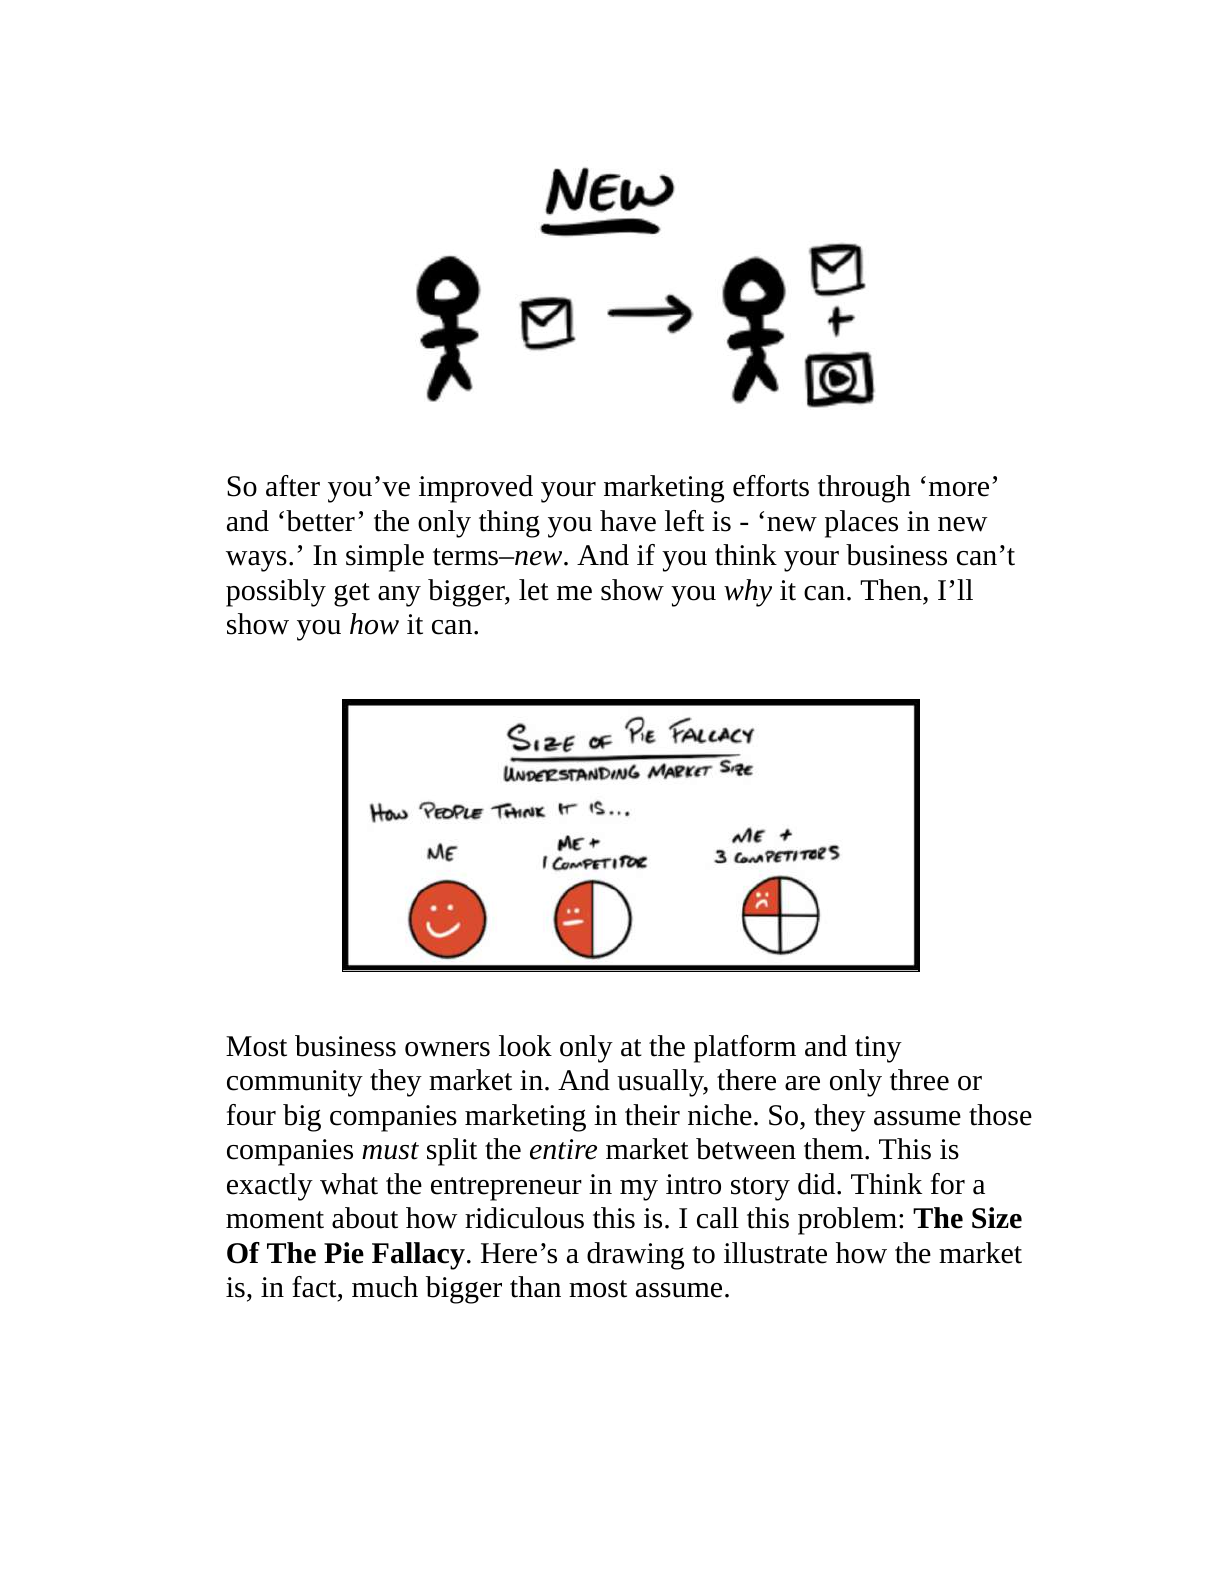 NEW
+
So after you’ve improved your marketing efforts through ‘more’
and ‘better’ the only thing you have left is - ‘new places in new
ways.’ In simple terms–new. And if you think your business can’t
possibly get any bigger, let me show you why it can. Then, I’ll
show you how it can.
SIZE OF PIE FALLACY
UNDERSTANDING MARKET SIZE
HOW PEOPLE THINK IT IS...
ME
ME +
1 COMPETITOR
ME +
3 COMPETITORS
Most business owners look only at the platform and tiny
community they market in. And usually, there are only three or
four big companies marketing in their niche. So, they assume those
companies must split the entire market between them. This is
exactly what the entrepreneur in my intro story did. Think for a
moment about how ridiculous this is. I call this problem: The Size
Of The Pie Fallacy. Here’s a drawing to illustrate how the market
is, in fact, much bigger than most assume.